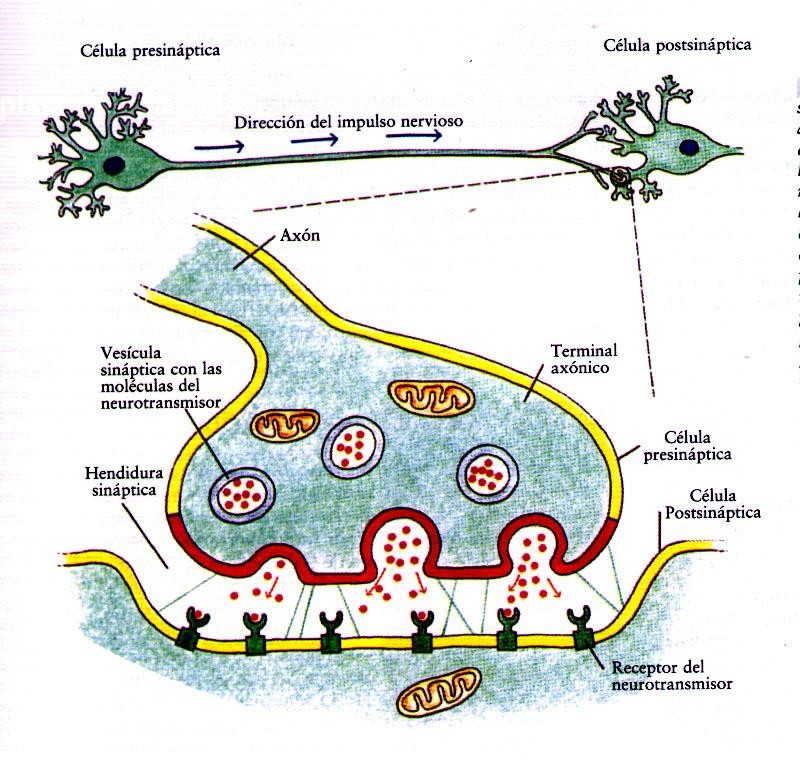 Célula presináptica
Célula postsináptica
Dirección del impulso nervioso
Axón
Vesícula
sináptica con las
moléculas del
neurotransmisor
Terminal
axónico
Hendidura
sináptica
Célula
presináptica
Célula
Postsináptica
Receptor del
neurotransmisor